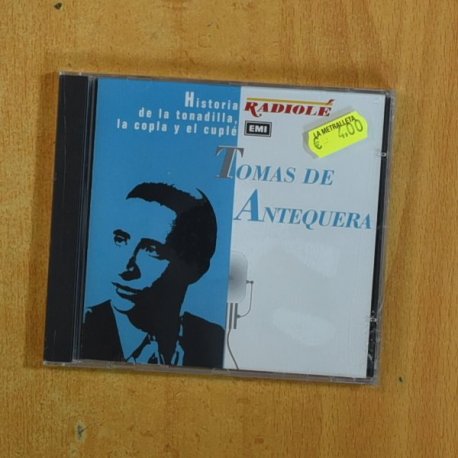 Historia
de la tonadilla,
la copla y el cuplé
RADIOLÉ
EMI
LA METRALLETA
€ 4,00
TOMAS DE
ANTEQUERA